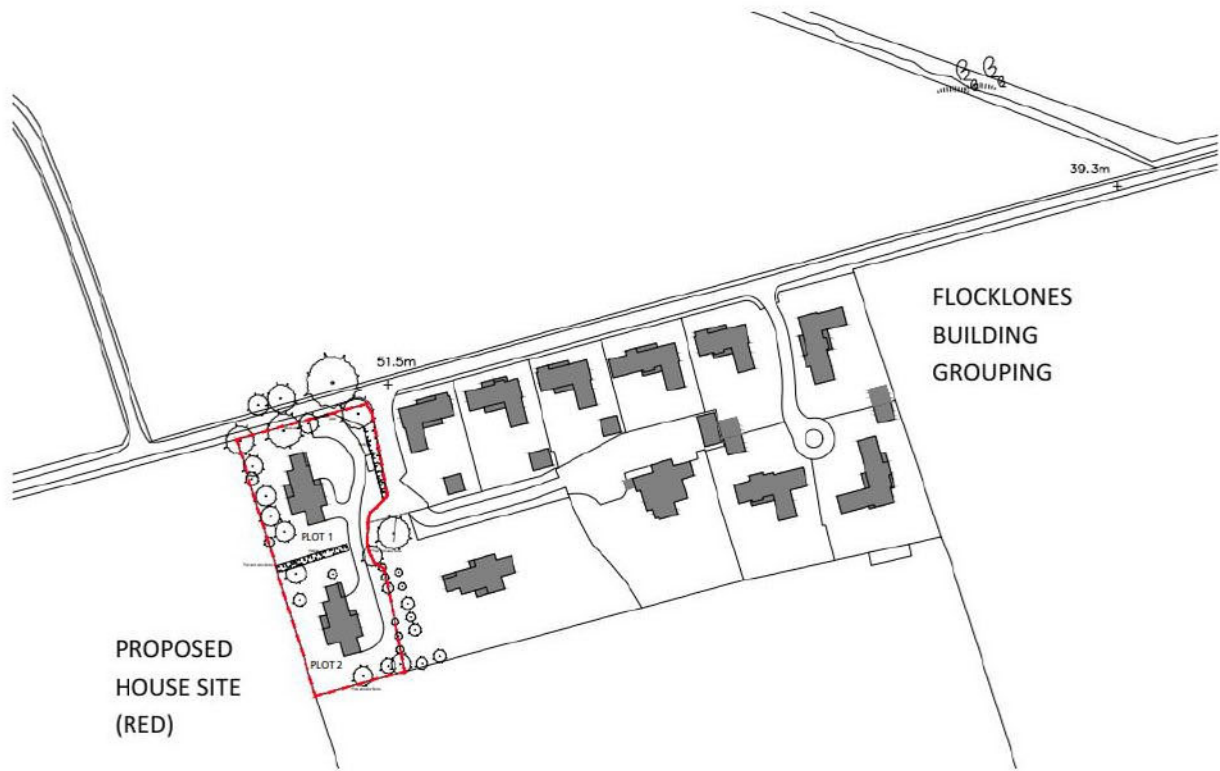 39.3m
FLOCKLONES
BUILDING
GROUPING
51.5m
PLOT 1
PROPOSED
HOUSE SITE
(RED)
PLOT 2